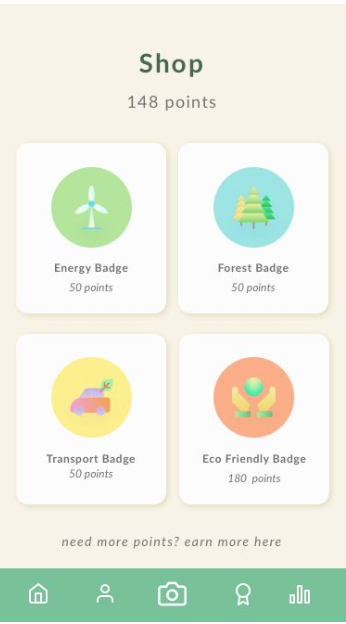 Shop
148 points
Energy Badge
50 points
Forest Badge
50 points
Transport Badge
50 points
Eco Friendly Badge
180 points
need more points? earn more here